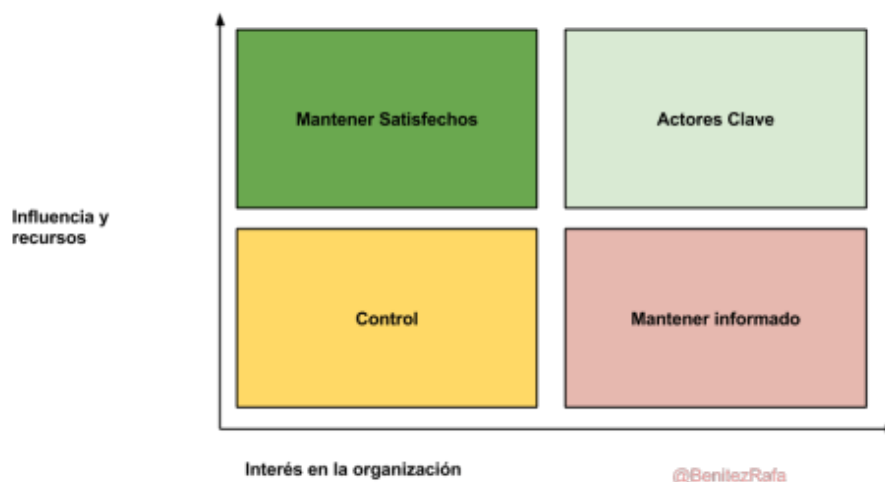 Mantener Satisfechos
Actores Clave
Influencia y
recursos
Control
Mantener informado
Interés en la organización
@BenitezRafa